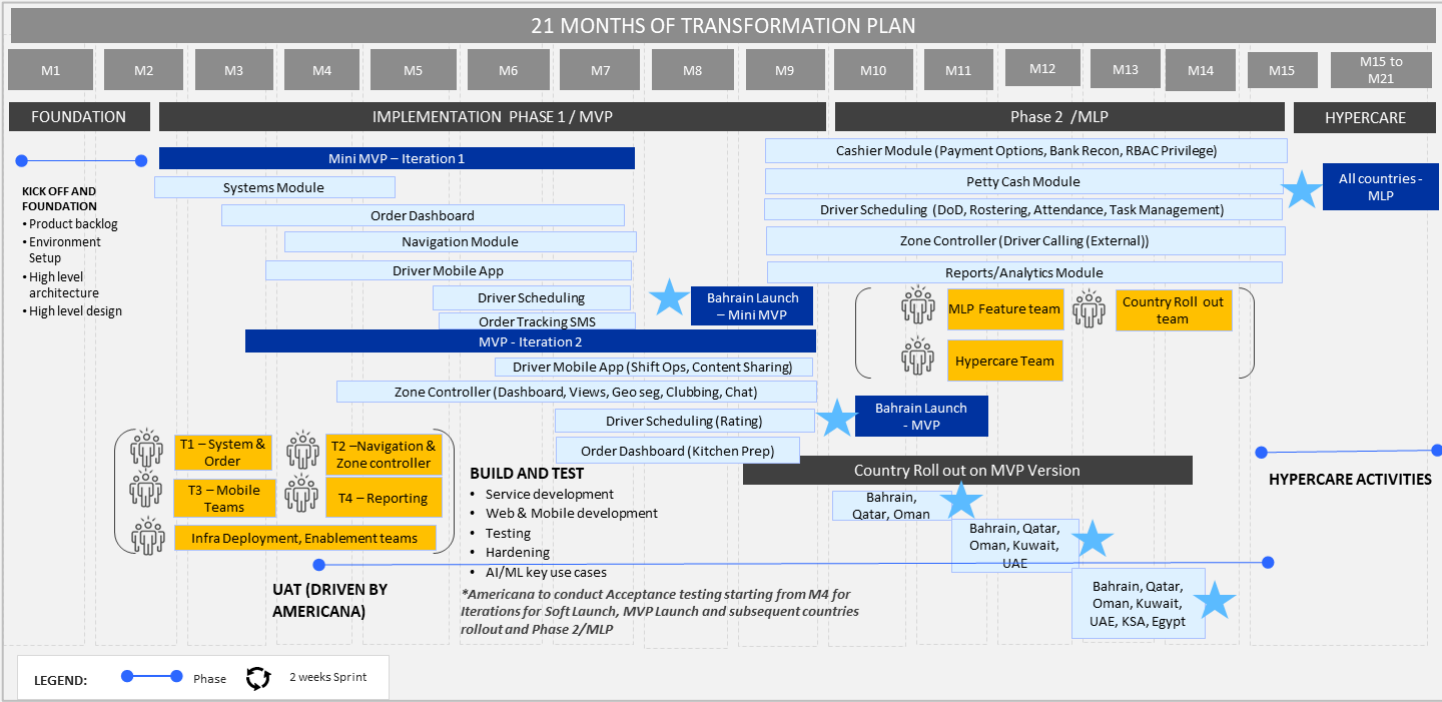 21 MONTHS OF TRANSFORMATION PLAN
M1
M2
M3
M4
M5
M6
M7
M8
M9
M10
M11
M12
M13
M14
M15
M15 to
M21
FOUNDATION
IMPLEMENTATION PHASE 1 / MVP
Phase 2 /MLP
HYPERCARE
KICK OFF AND
FOUNDATION
• Product backlog
• Environment
Setup
• High level
architecture
• High level design
Mini MVP – Iteration 1
Systems Module
Order Dashboard
Navigation Module
Driver Mobile App
Driver Scheduling
Order Tracking SMS
Bahrain Launch
– Mini MVP
MVP - Iteration 2
Driver Mobile App (Shift Ops, Content Sharing)
Zone Controller (Dashboard, Views, Geo seg, Clubbing, Chat)
Driver Scheduling (Rating)
Order Dashboard (Kitchen Prep)
Bahrain Launch
- MVP
Cashier Module (Payment Options, Bank Recon, RBAC Privilege)
Petty Cash Module
Driver Scheduling (DoD, Rostering, Attendance, Task Management)
Zone Controller (Driver Calling (External))
Reports/Analytics Module
All countries -
MLP
MLP Feature team
Country Roll out
team
Hypercare Team
T1 – System &
Order
T2 –Navigation &
Zone controller
T3 – Mobile
Teams
T4 – Reporting
Infra Deployment, Enablement teams
BUILD AND TEST
• Service development
• Web & Mobile development
• Testing
• Hardening
• AI/ML key use cases
Country Roll out on MVP Version
Bahrain,
Qatar, Oman
Bahrain, Qatar,
Oman, Kuwait,
UAE
Bahrain, Qatar,
Oman, Kuwait,
UAE, KSA, Egypt
HYPERCARE ACTIVITIES
UAT (DRIVEN BY
AMERICANA)
*Americana to conduct Acceptance testing starting from M4 for
Iterations for Soft Launch, MVP Launch and subsequent countries
rollout and Phase 2/MLP
LEGEND:
Phase
2 weeks Sprint